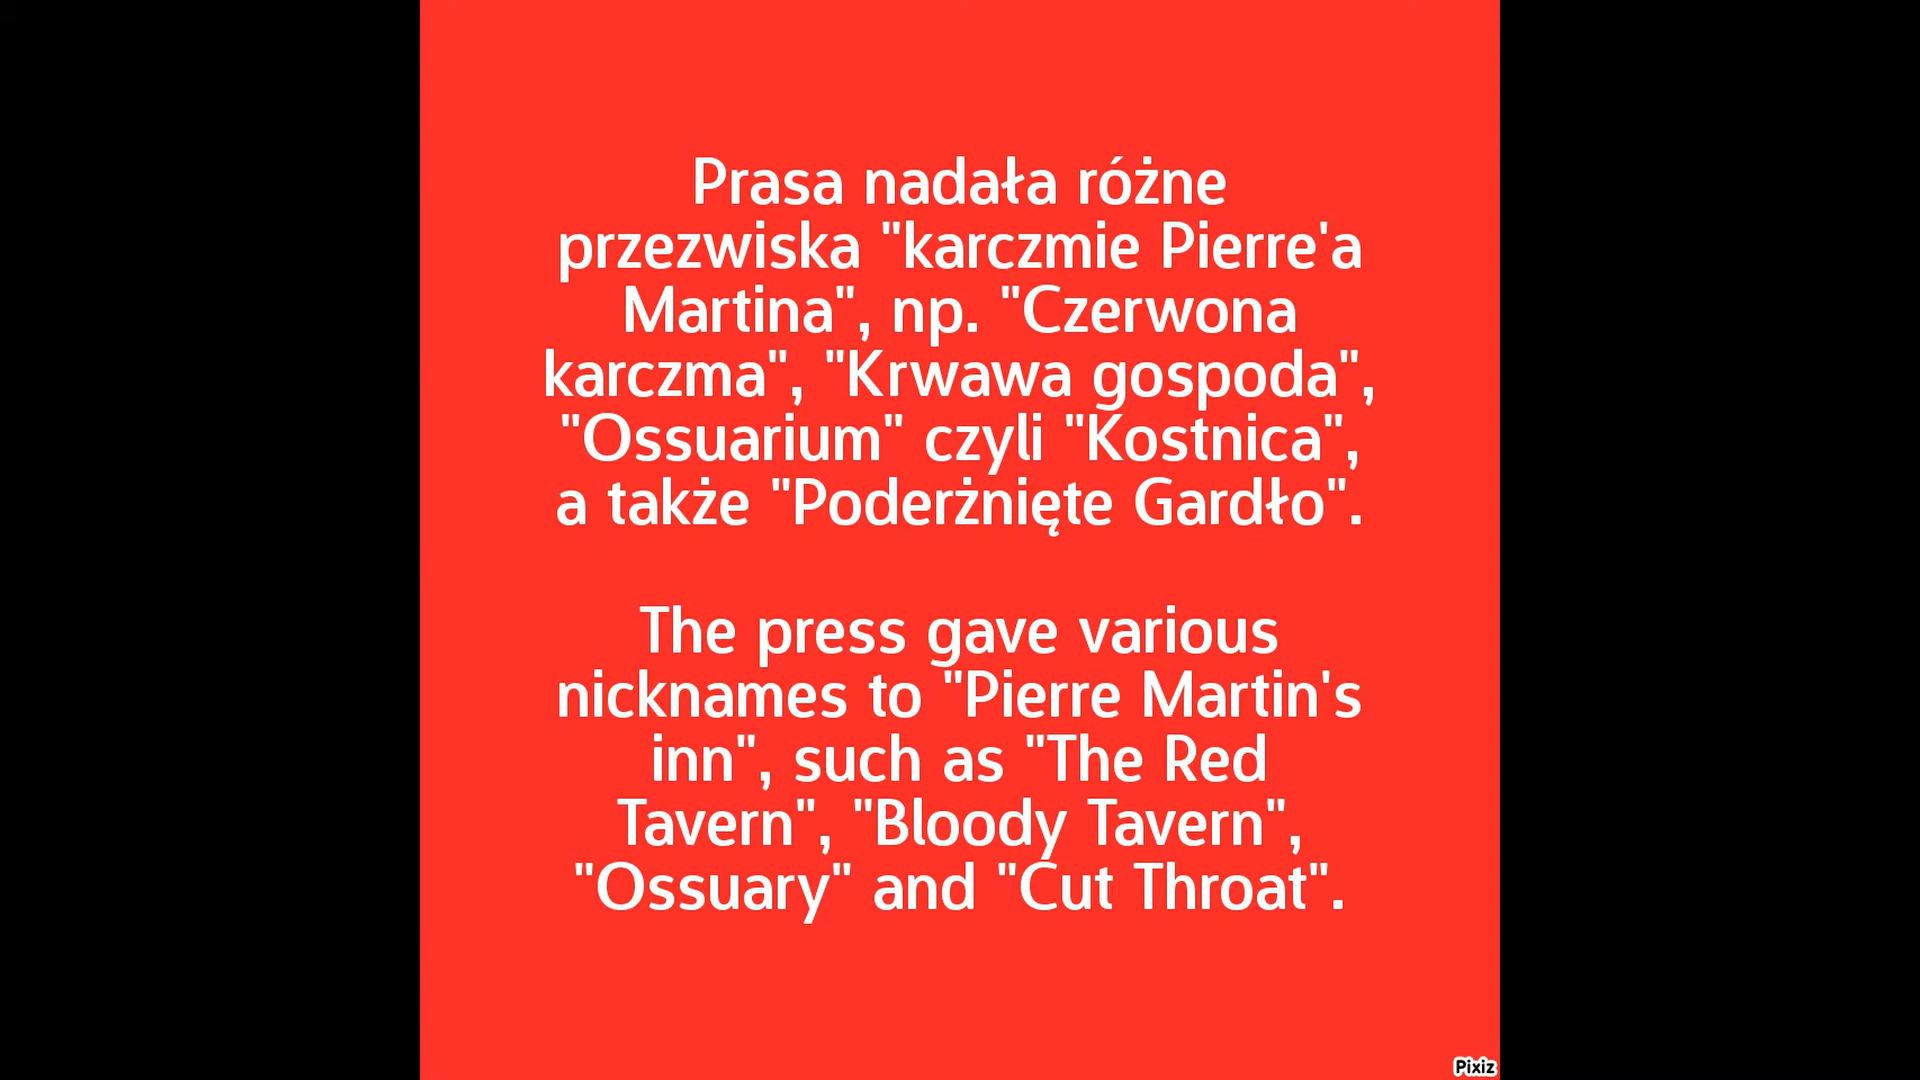 Prasa nadała różne
przezwiska "karczmie Pierre'a
Martina", np. "Czerwona
karczma", "Krwawa gospoda",
"Ossuarium" czyli "Kostnica",
a także "Poderżnięte Gardło".
The press gave various
nicknames to "Pierre Martin's
inn", such as "The Red
Tavern", "Bloody Tavern",
"Ossuary" and "Cut Throat".
Pixiz